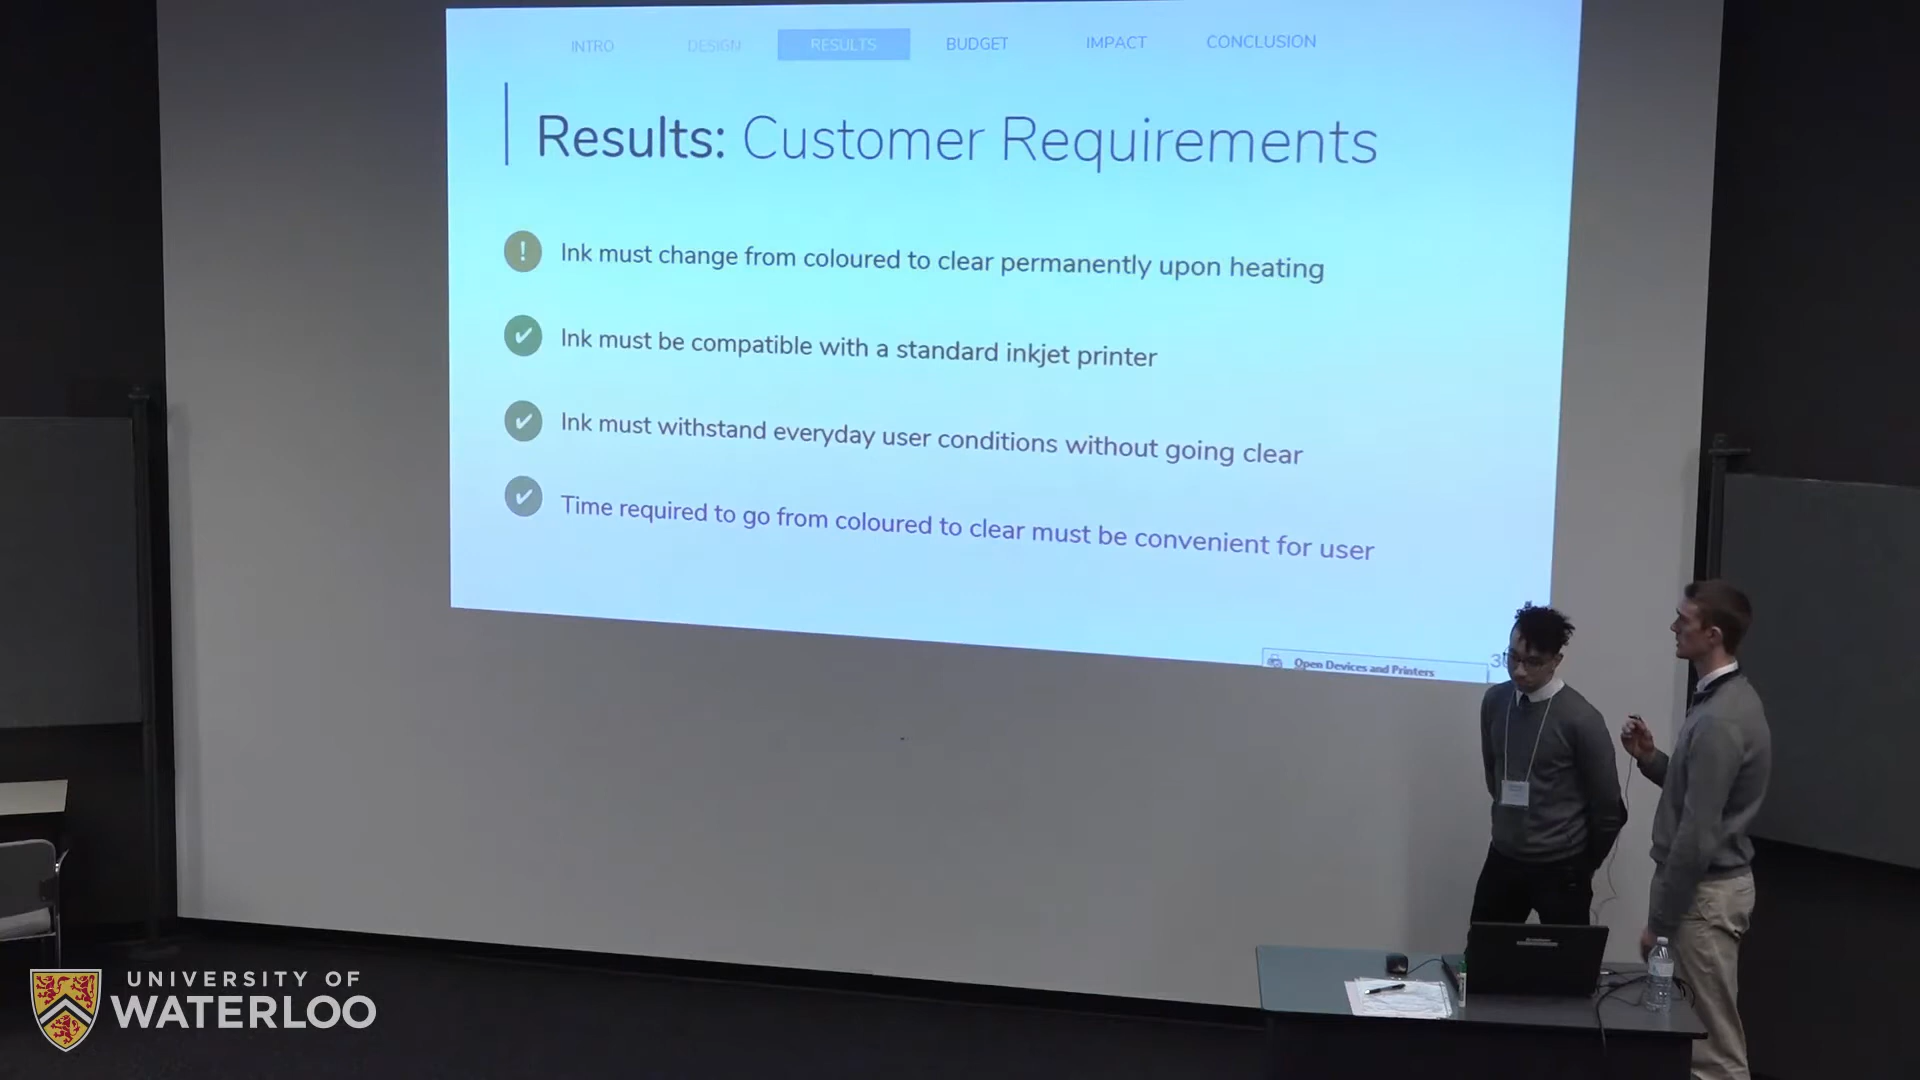 INTRO DESIGN RESULTS BUDGET IMPACT CONCLUSION
Results: Customer Requirements
! Ink must change from coloured to clear permanently upon heating
✔ Ink must be compatible with a standard inkjet printer
✔ Ink must withstand everyday user conditions without going clear
✔ Time required to go from coloured to clear must be convenient for user
Open Devices and Printers
UNIVERSITY OF
WATERLOO